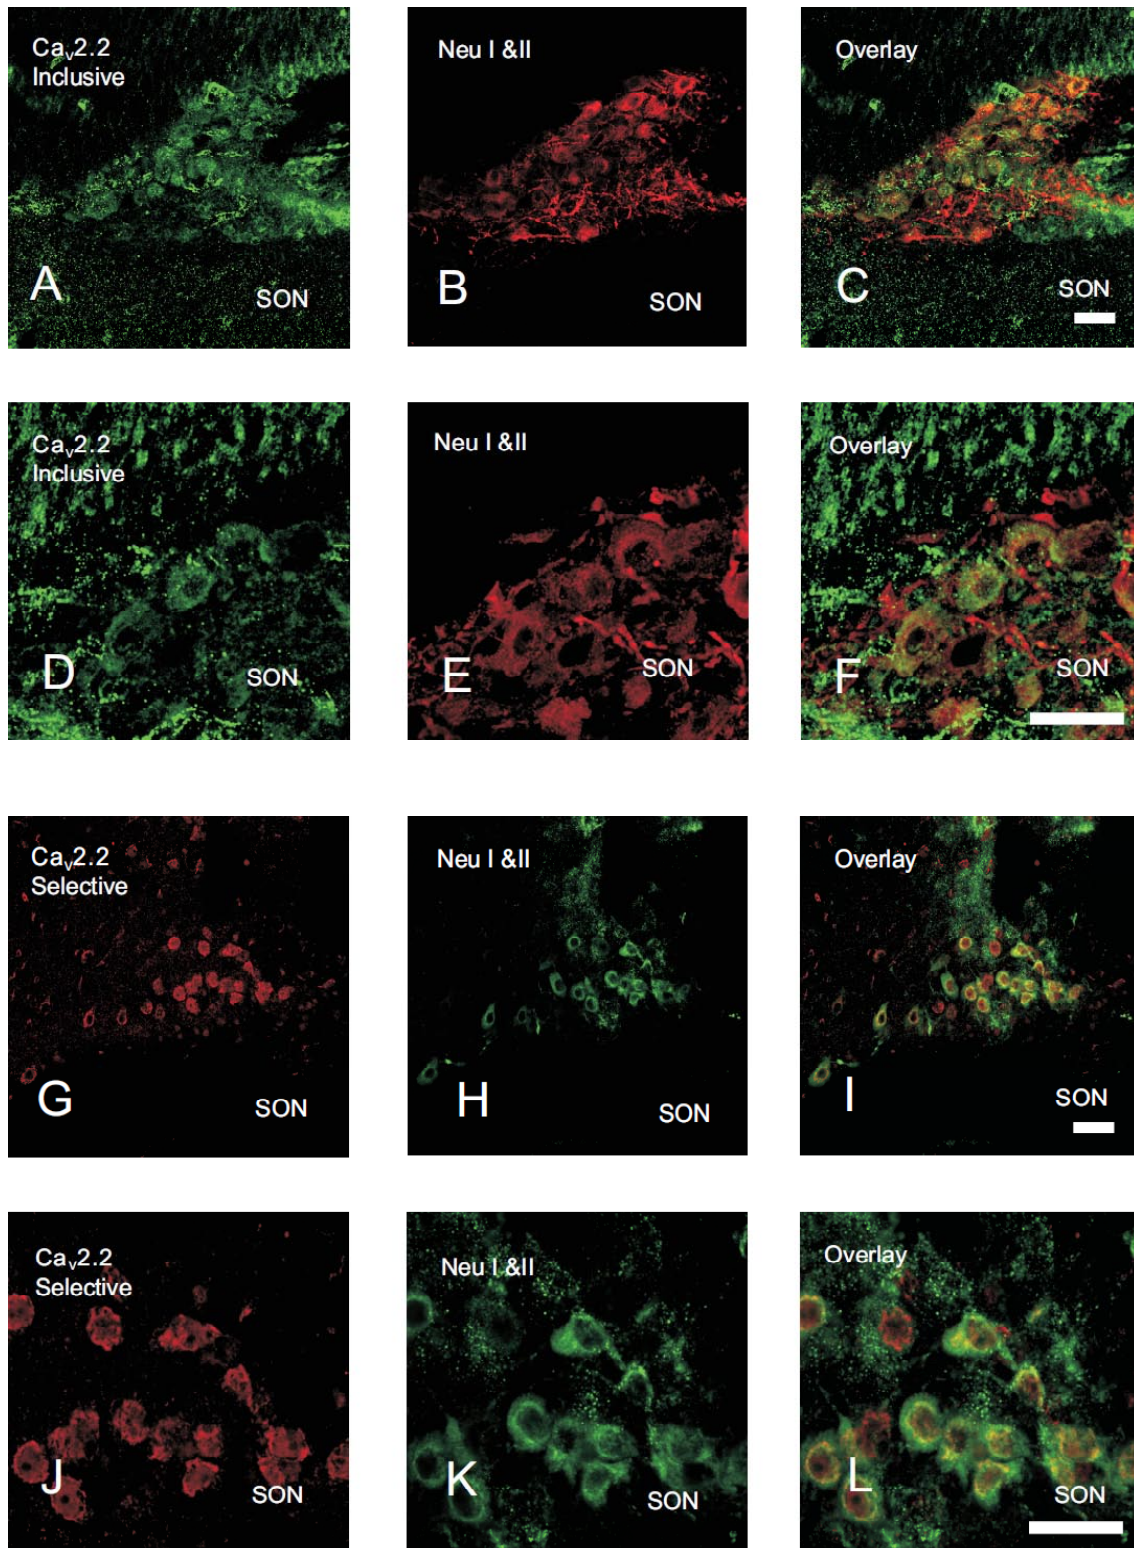 Caᵥ2.2
Inclusive
A
SON
Neu I &II
B
SON
Overlay
C
SON
Caᵥ2.2
Inclusive
D
SON
Neu I &II
E
SON
Overlay
F
SON
Caᵥ2.2
Selective
G
SON
Neu I &II
H
SON
Overlay
I
SON
Caᵥ2.2
Selective
J
SON
Neu I &II
K
SON
Overlay
L
SON